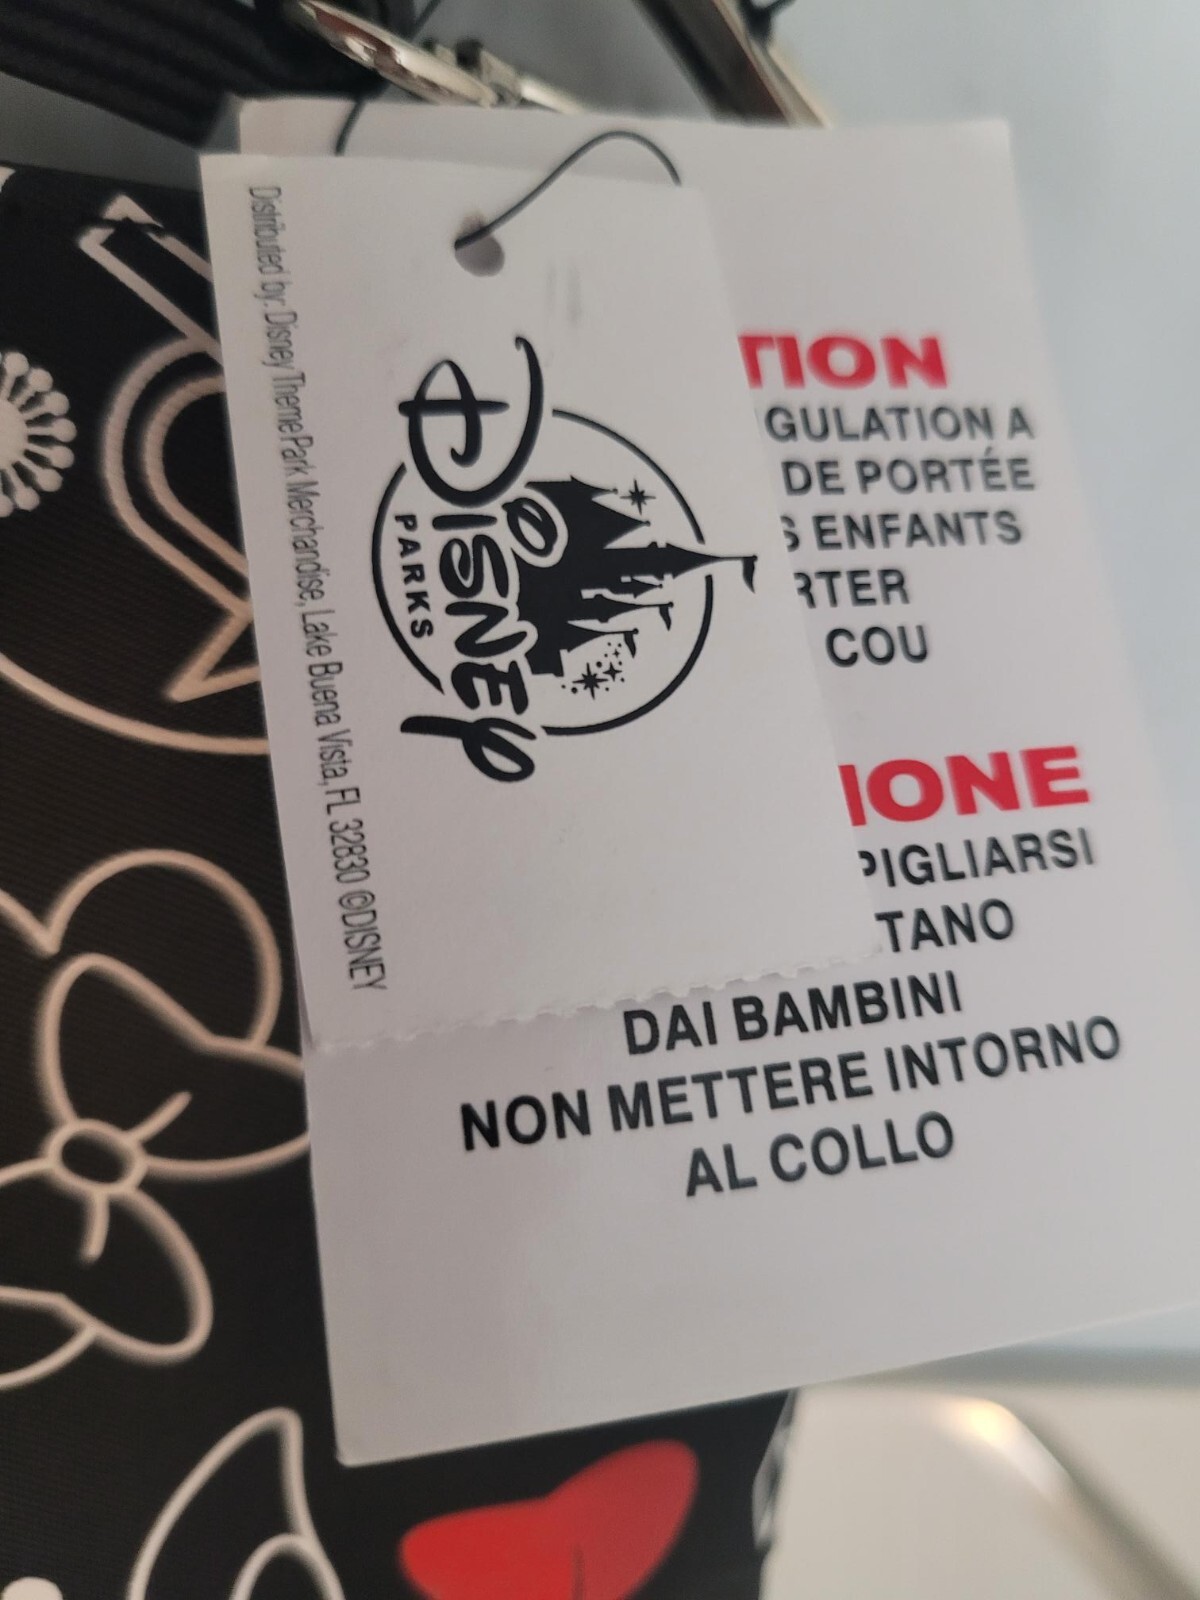 Distributed by: Disney Theme Park Merchandise, Lake Buena Vista, FL 32830 ©DISNEY
Disney
PARKS
TION
GULATION A
DE PORTÉE
S ENFANTS
RTER
COU
IONE
PIGLIARSI
TANO
DAI BAMBINI
NON METTERE INTORNO
AL COLLO